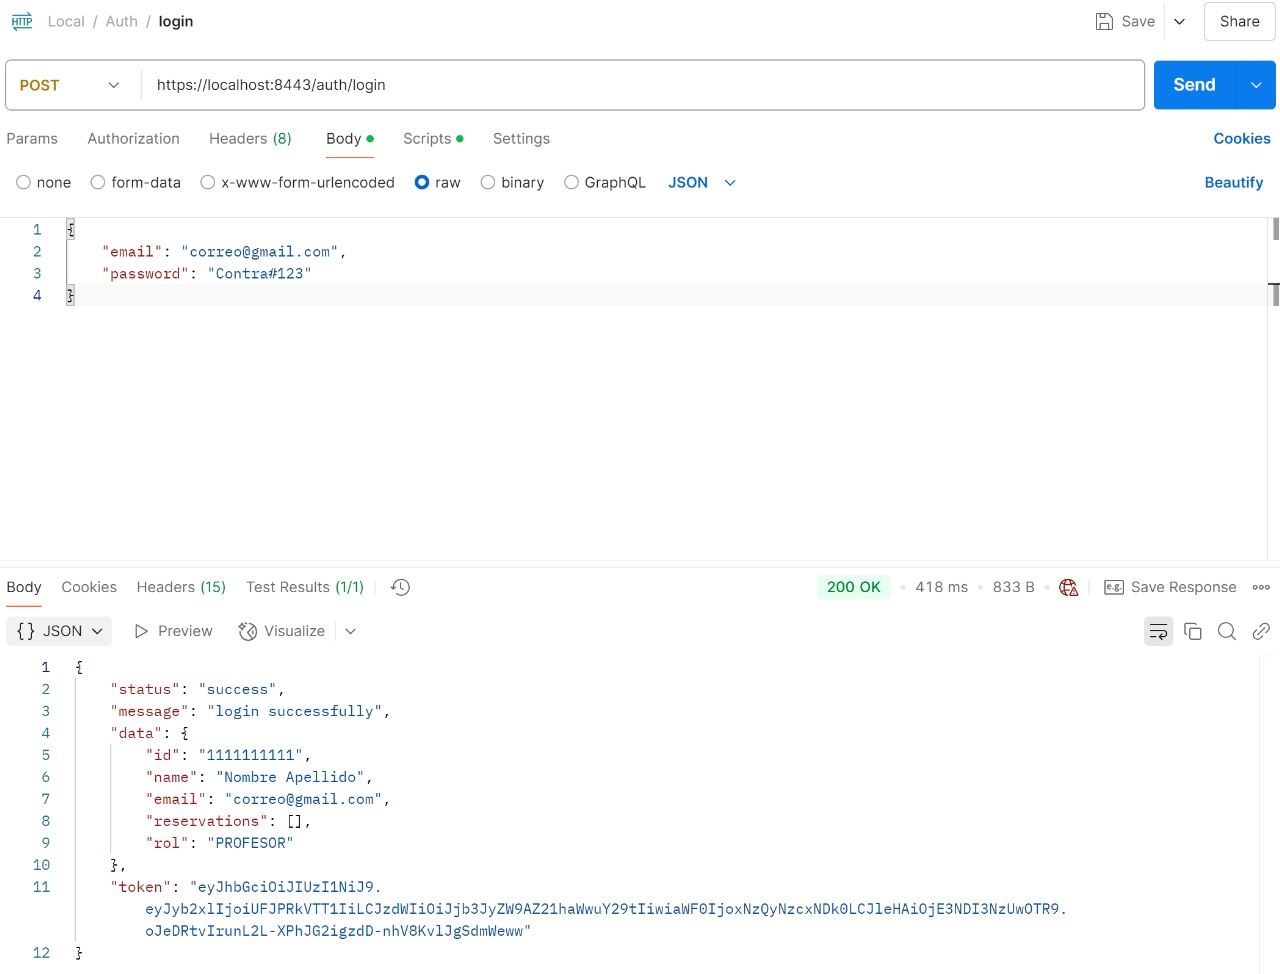 HTTP Local / Auth / login Save Share
POST https://localhost:8443/auth/login Send
Params Authorization Headers (8) Body Scripts Settings Cookies
none form-data x-www-form-urlencoded raw binary GraphQL JSON Beautify
1 {
2 "email": "correo@gmail.com",
3 "password": "Contra#123"
4 }
Body Cookies Headers (15) Test Results (1/1) 200 OK • 418 ms • 833 B • e.g. Save Response
{} JSON Preview Visualize
1 {
2 "status": "success",
3 "message": "login successfully",
4 "data": {
5 "id": "1111111111",
6 "name": "Nombre Apellido",
7 "email": "correo@gmail.com",
8 "reservations": [],
9 "rol": "PROFESOR"
10 },
11 "token": "eyJhbGciOiJIUzI1NiJ9.
eyJyb2xlIjoiUFJPRkVTT1IiLCJzdWIiOiJjb3JyZW9AZ21haWwuY29tIiwiaWF0IjoxNzQyNzcxNDk0LCJleHAiOjE3NDI3NzUwOTR9.
oJeDRtvIrunL2L-XPhJG2igzdD-nhV8KvlJgSdmWeww"
12 }